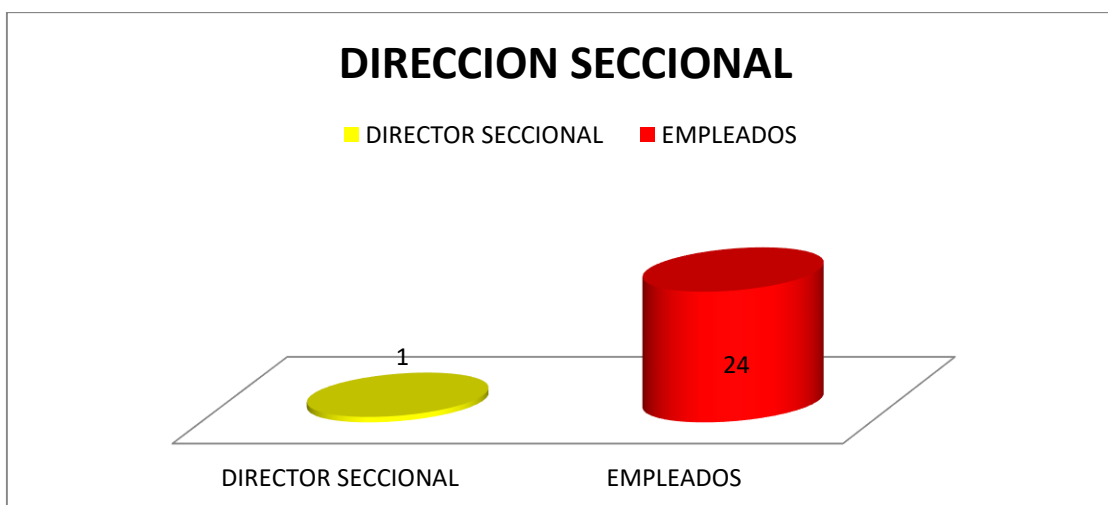 DIRECCION SECCIONAL
DIRECTOR SECCIONAL EMPLEADOS
1
24
DIRECTOR SECCIONAL EMPLEADOS